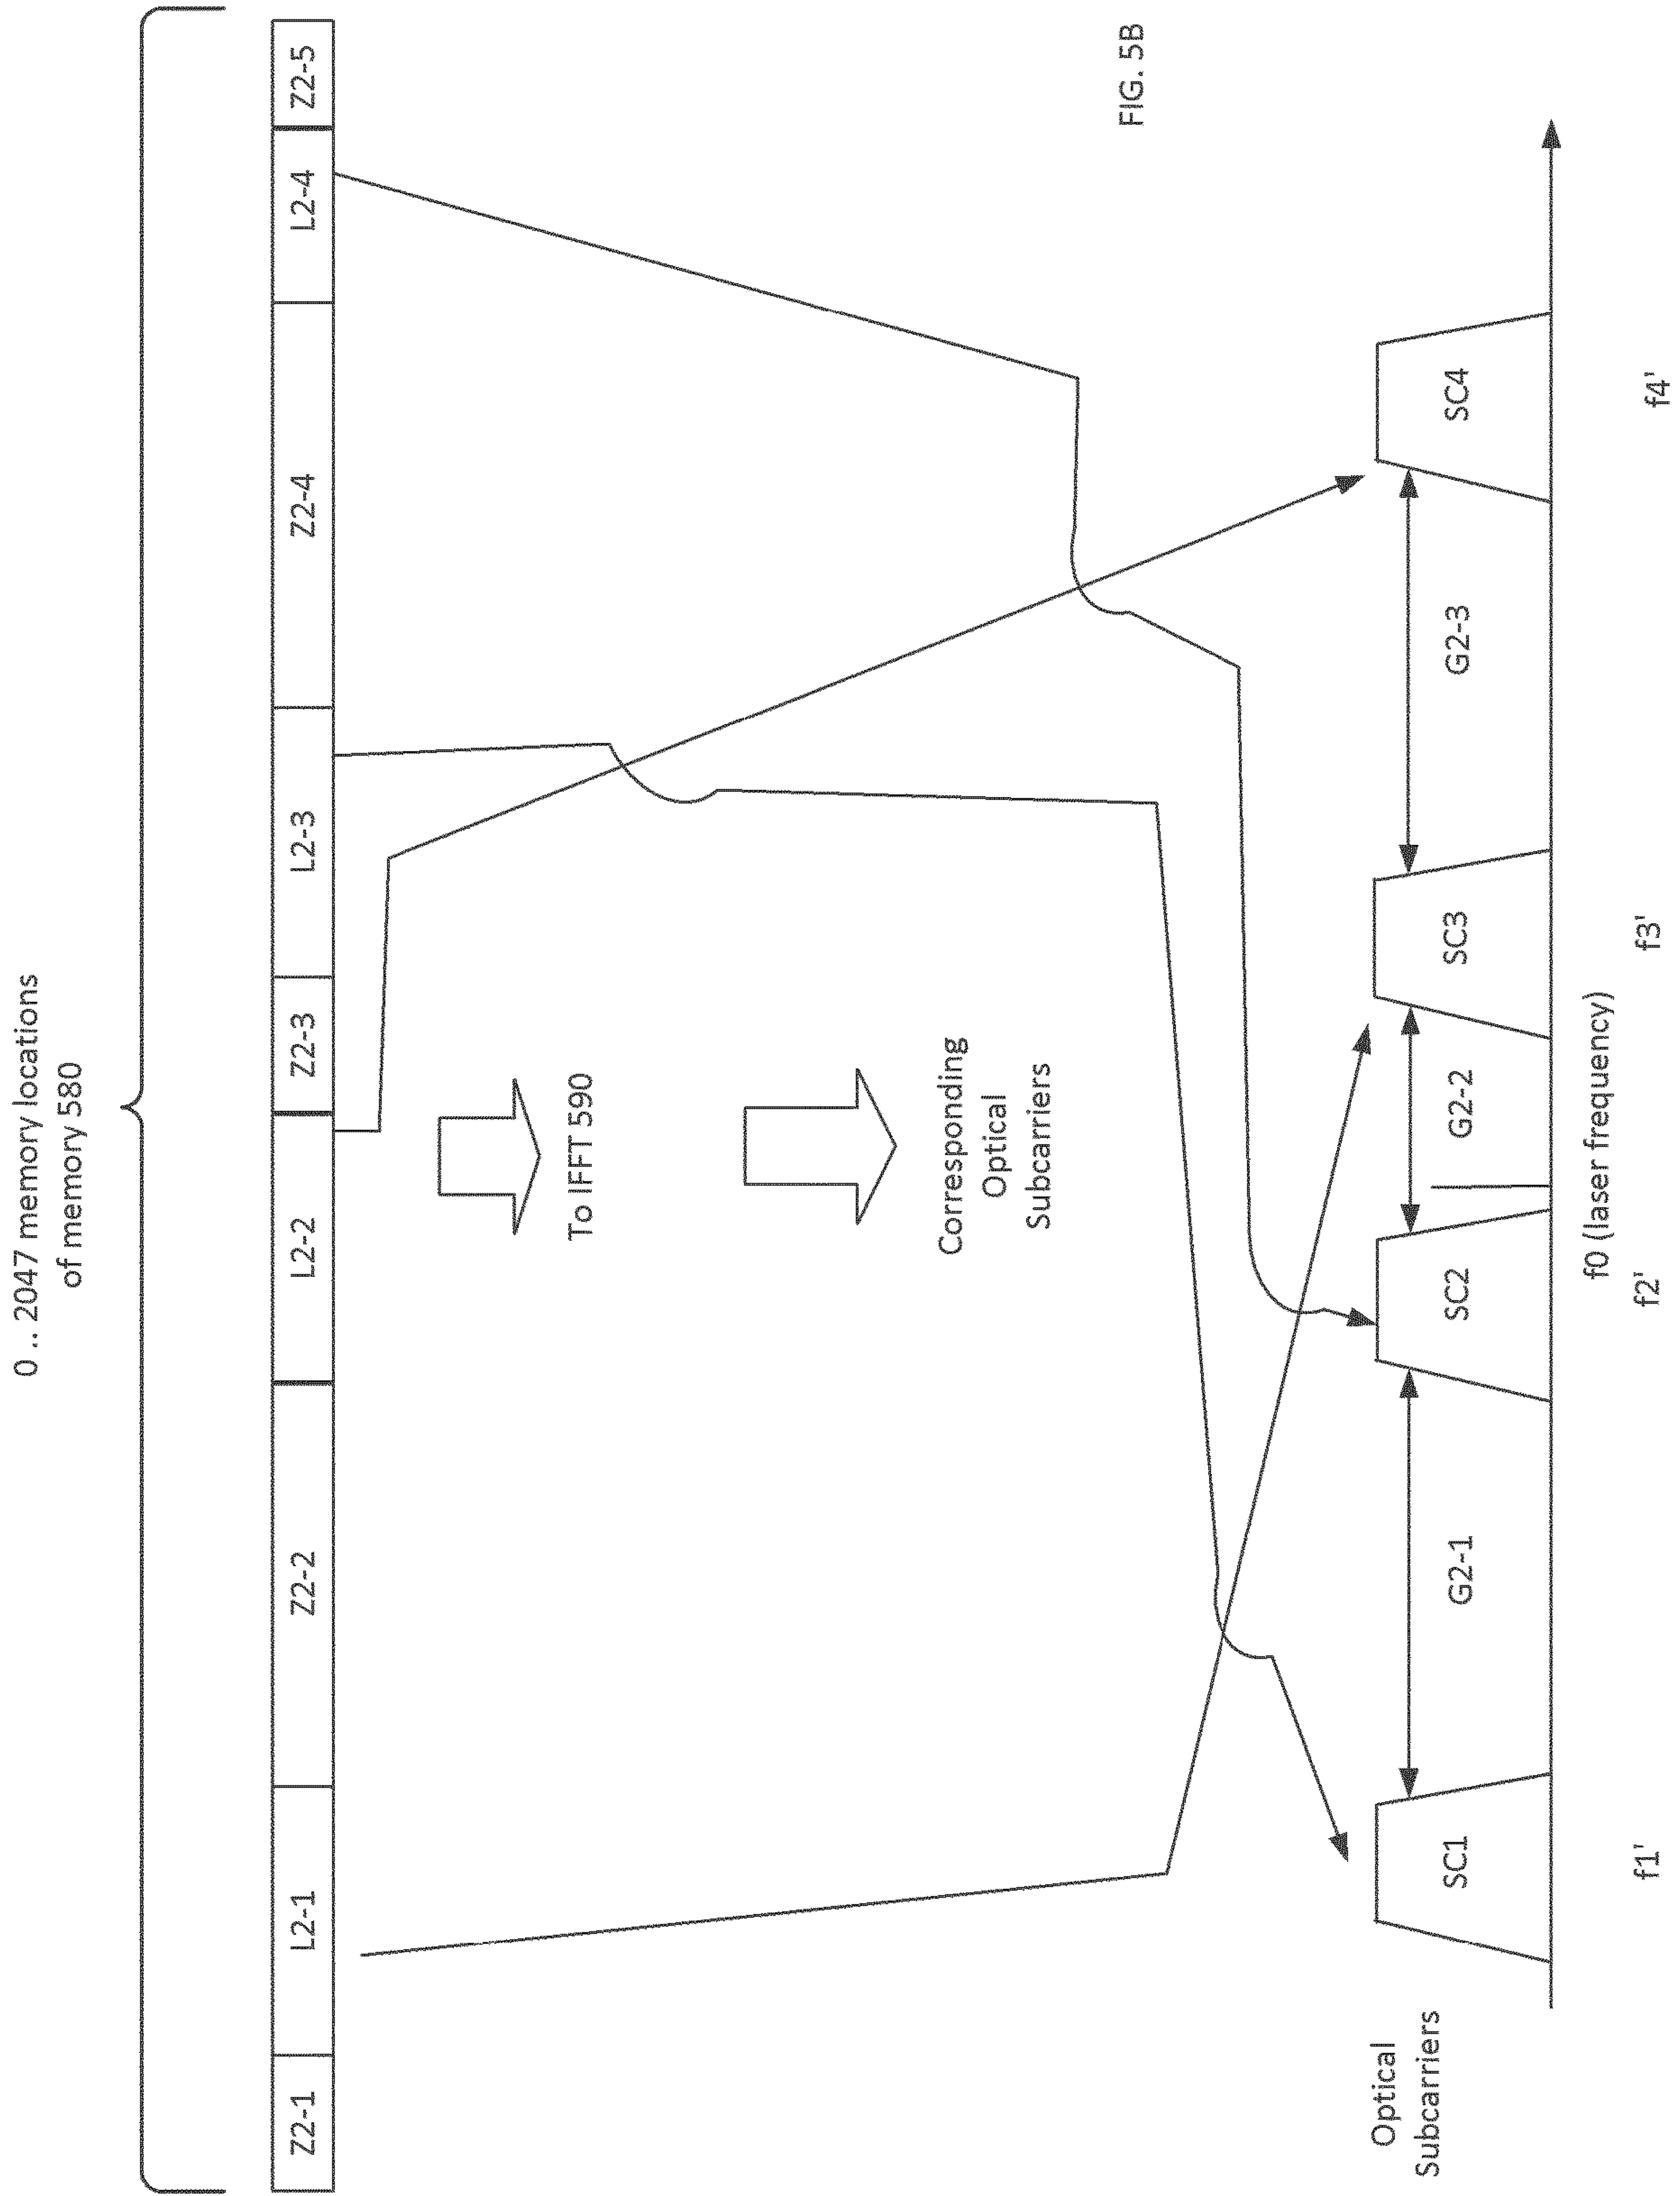 0 .. 2047 memory locations
of memory 580
Z2-1
L2-1
Z2-2
L2-2
Z2-3
L2-3
Z2-4
L2-4
Z2-5
To IFFT 590
Corresponding
Optical
Subcarriers
FIG. 5B
Optical
Subcarriers
SC1
G2-1
SC2
G2-2
SC3
G2-3
SC4
f0 (laser frequency)
f1'
f2'
f3'
f4'